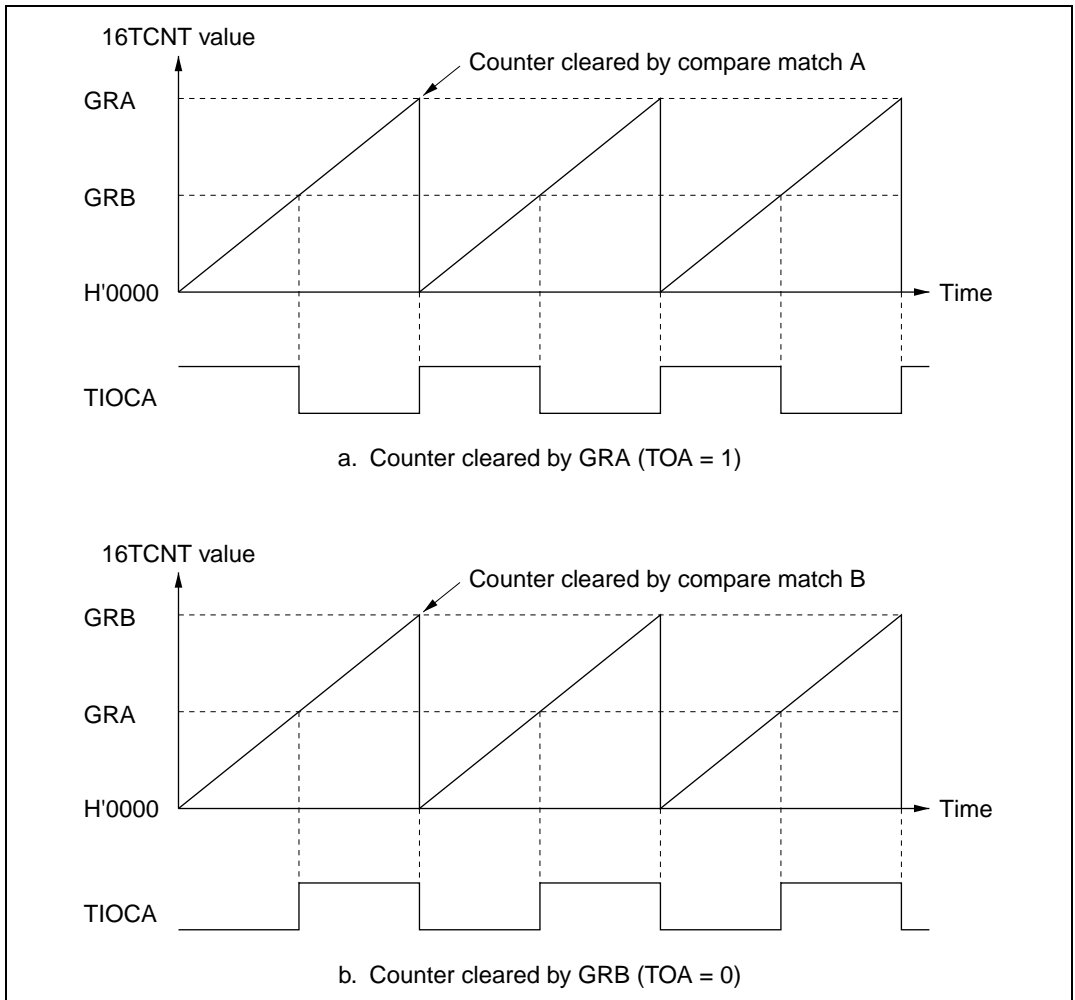 16TCNT value
Counter cleared by compare match A
GRA
GRB
H'0000
Time
TIOCA
a. Counter cleared by GRA (TOA = 1)
16TCNT value
Counter cleared by compare match B
GRB
GRA
H'0000
Time
TIOCA
b. Counter cleared by GRB (TOA = 0)